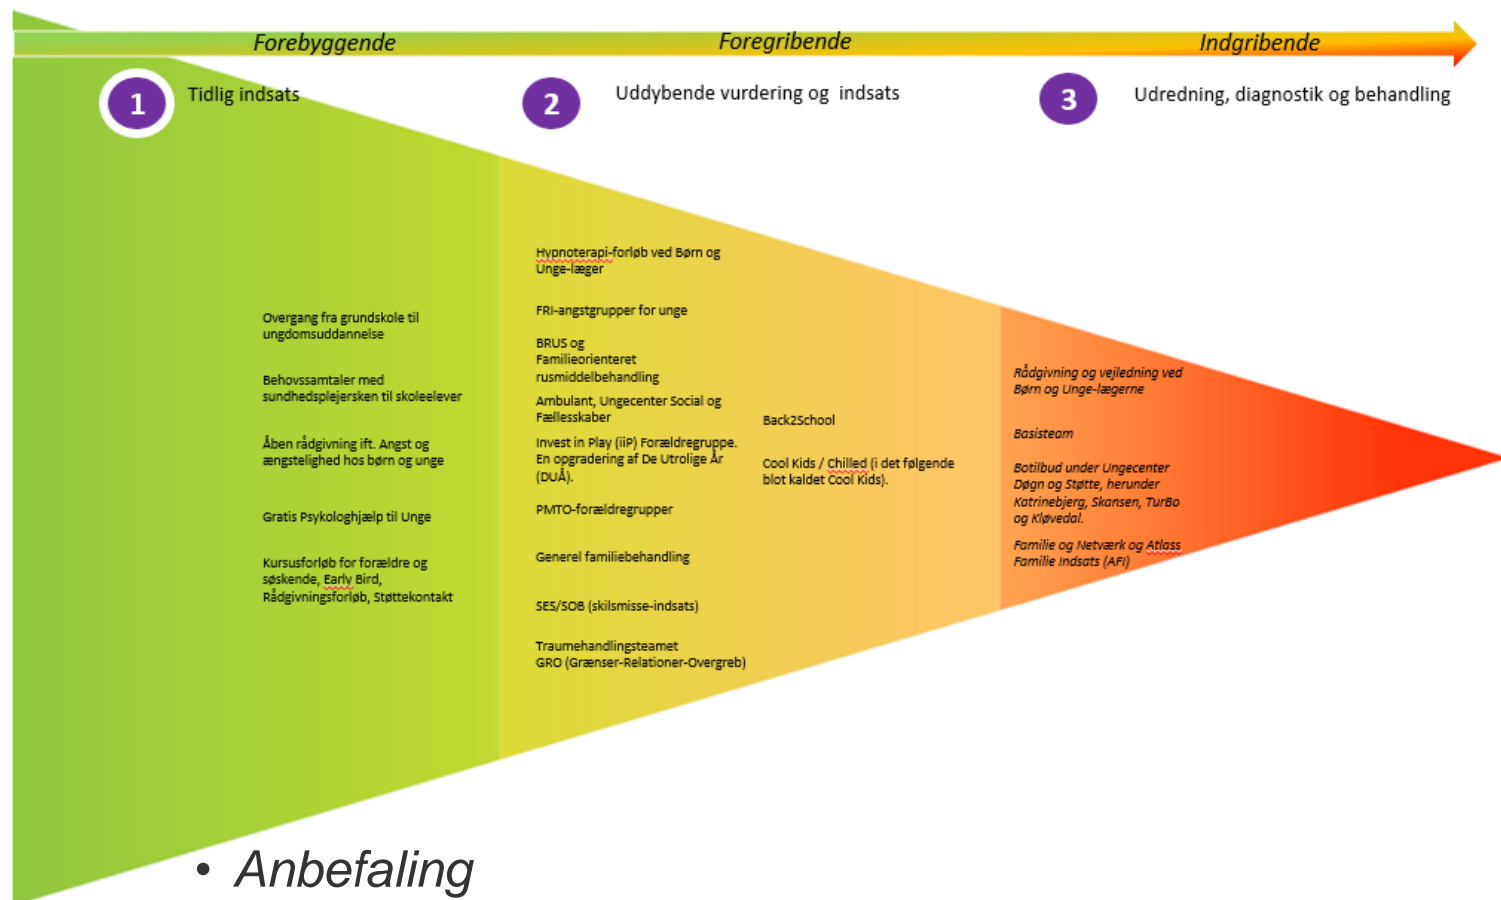 Forebyggende
Foregribende
Indgribende
1
Tidlig indsats
2
Uddybende vurdering og indsats
3
Udredning, diagnostik og behandling
Overgang fra grundskole til
ungdomsuddannelse
Behovssamtaler med
sundhedsplejersken til skoleelever
Åben rådgivning ift. Angst og
ængstelighed hos børn og unge
Gratis Psykologhjælp til Unge
Kursusforløb for forældre og
søskende, Early Bird,
Rådgivningsforløb, Støttekontakt
Hypnoterapi-forløb ved Børn og
Unge-læger
FRI-angstgrupper for unge
BRUS og
Familieorienteret
rusmiddelbehandling
Ambulant, Ungecenter Social og
Fællesskaber
Invest in Play (iiP) Forældregruppe.
En opgradering af De Utrolige År
(DUÅ).
PMTO-forældregrupper
Generel familiebehandling
SES/SOB (skilsmisse-indsats)
Traumehandlingsteamet
GRO (Grænser-Relationer-Overgreb)
Back2School
Cool Kids / Chilled (i det følgende
blot kaldet Cool Kids).
Rådgivning og vejledning ved
Børn og Unge-lægerne
Basisteam
Botilbud under Ungecenter
Døgn og Støtte, herunder
Katrinebjerg, Skansen, TurBo
og Kløvedal.
Familie og Netværk og Atlass
Familie Indsats (AFI)
• Anbefaling